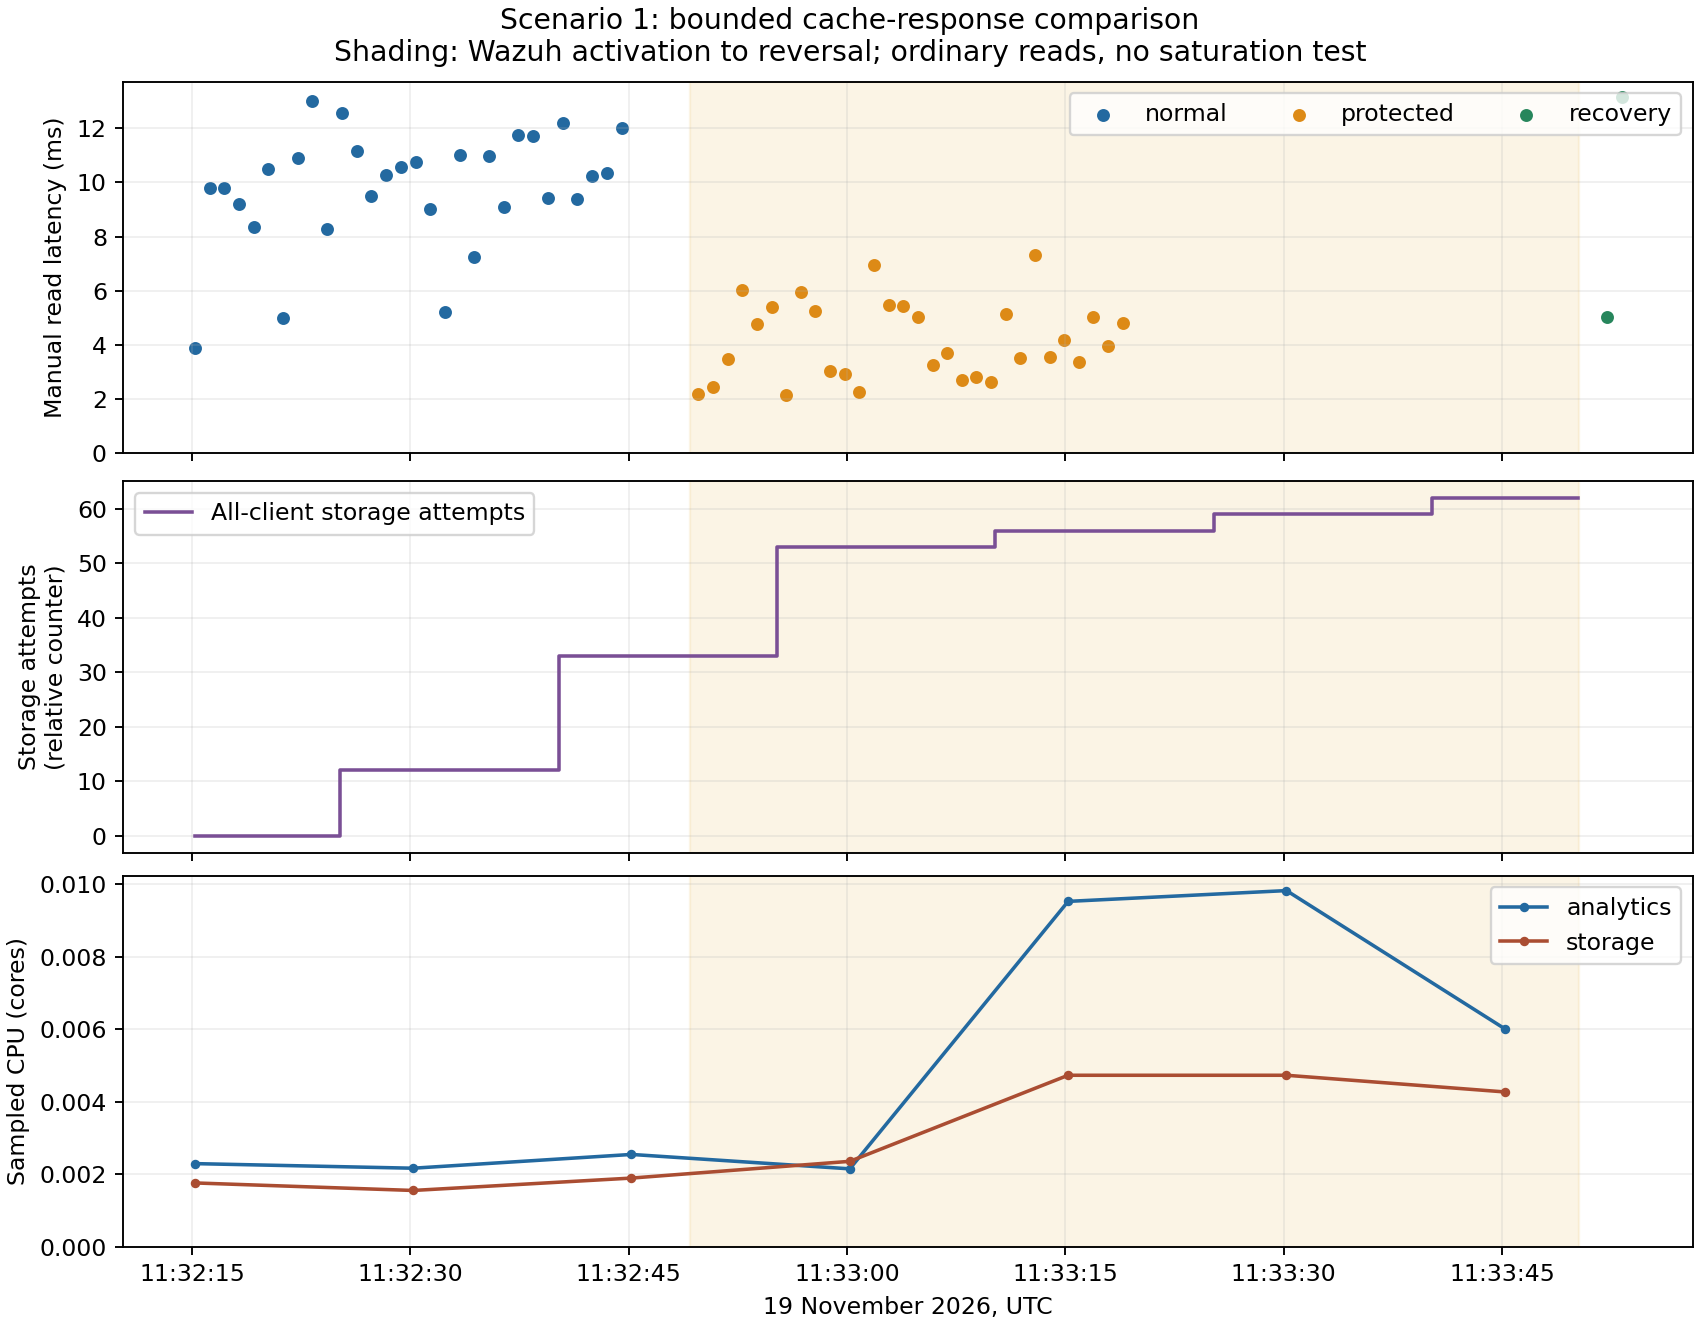 Scenario 1: bounded cache-response comparison
Shading: Wazuh activation to reversal; ordinary reads, no saturation test
Manual read latency (ms)
12
10
8
6
4
2
0
normal
protected
recovery
Storage attempts
(relative counter)
60
50
40
30
20
10
0
All-client storage attempts
Sampled CPU (cores)
0.010
0.008
0.006
0.004
0.002
0.000
analytics
storage
11:32:15
11:32:30
11:32:45
11:33:00
11:33:15
11:33:30
11:33:45
19 November 2026, UTC